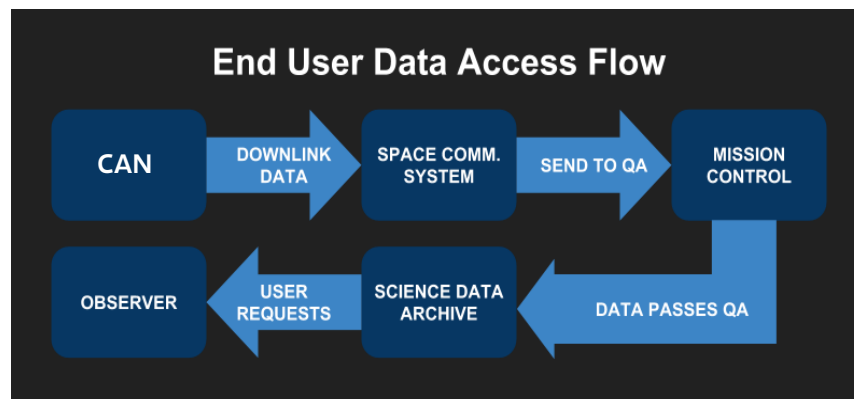 End User Data Access Flow
CAN
DOWNLINK
DATA
SPACE COMM.
SYSTEM
SEND TO QA
MISSION
CONTROL
DATA PASSES QA
SCIENCE DATA
ARCHIVE
USER
REQUESTS
OBSERVER